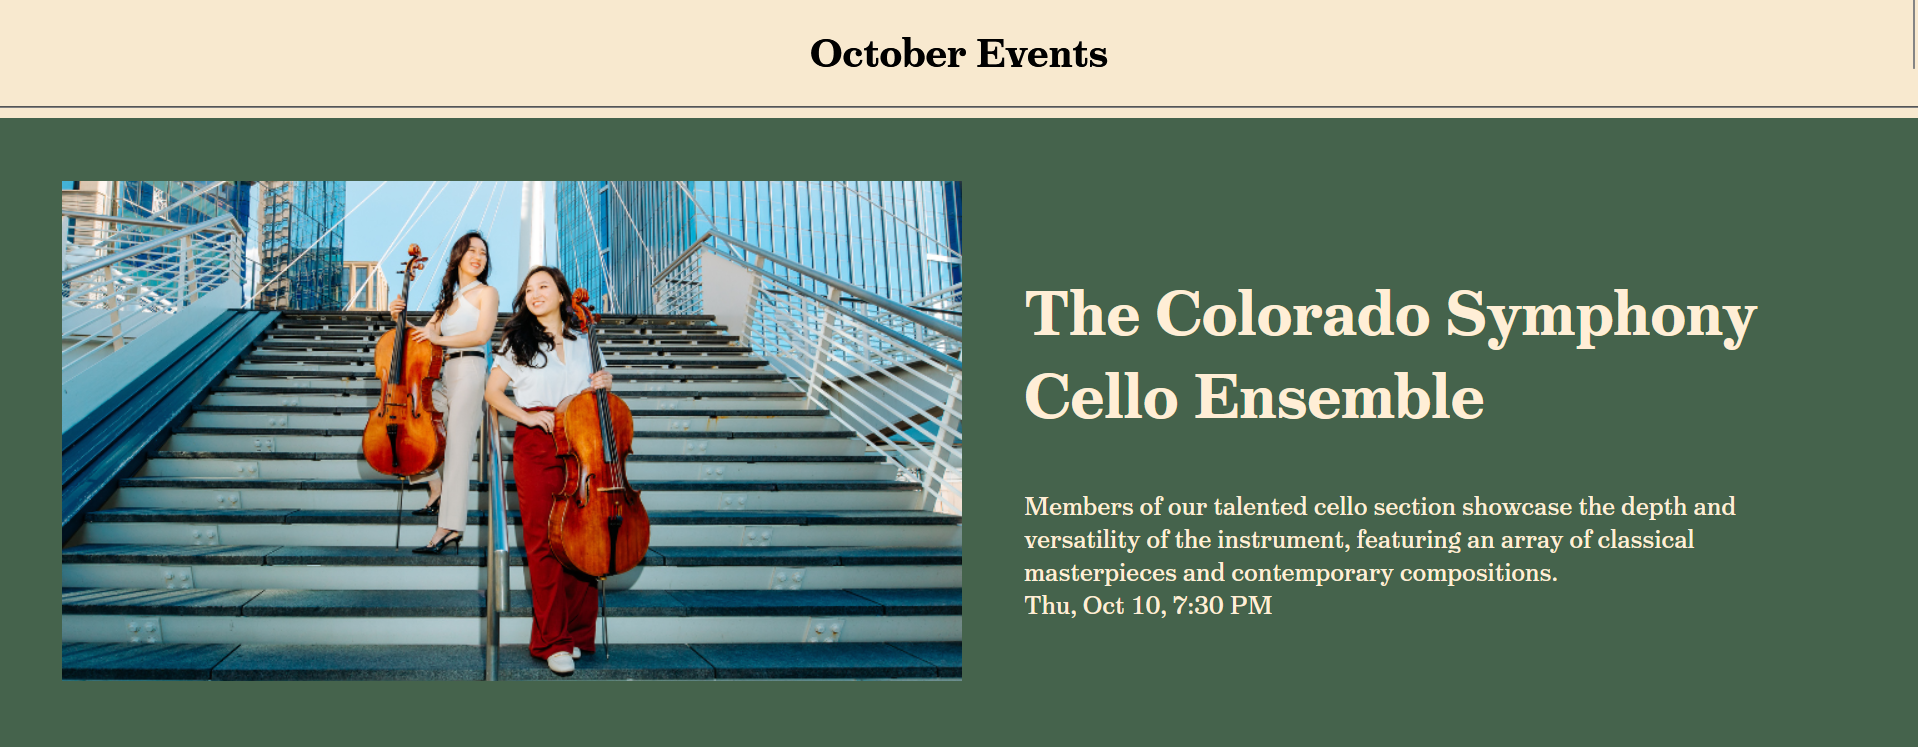 October Events
The Colorado Symphony
Cello Ensemble
Members of our talented cello section showcase the depth and
versatility of the instrument, featuring an array of classical
masterpieces and contemporary compositions.
Thu, Oct 10, 7:30 PM